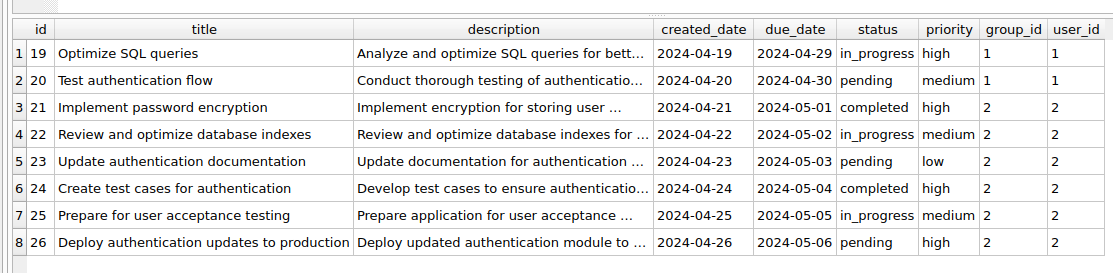 id title description created_date due_date status priority group_id user_id
1 19 Optimize SQL queries Analyze and optimize SQL queries for bett... 2024-04-19 2024-04-29 in_progress high 1 1
2 20 Test authentication flow Conduct thorough testing of authenticatio... 2024-04-20 2024-04-30 pending medium 1 1
3 21 Implement password encryption Implement encryption for storing user ... 2024-04-21 2024-05-01 completed high 2 2
4 22 Review and optimize database indexes Review and optimize database indexes for ... 2024-04-22 2024-05-02 in_progress medium 2 2
5 23 Update authentication documentation Update documentation for authentication ... 2024-04-23 2024-05-03 pending low 2 2
6 24 Create test cases for authentication Develop test cases to ensure authenticatio... 2024-04-24 2024-05-04 completed high 2 2
7 25 Prepare for user acceptance testing Prepare application for user acceptance ... 2024-04-25 2024-05-05 in_progress medium 2 2
8 26 Deploy authentication updates to production Deploy updated authentication module to ... 2024-04-26 2024-05-06 pending high 2 2